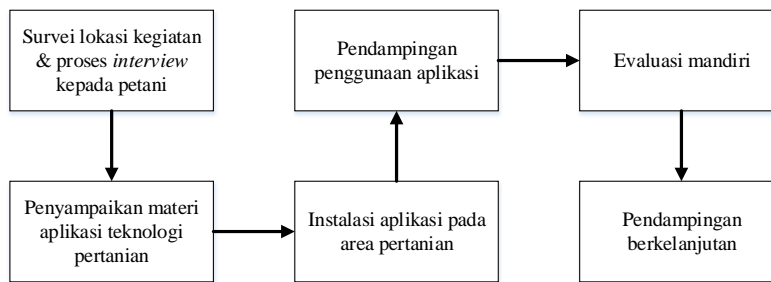 Survei lokasi kegiatan
& proses interview
kepada petani
Penyampaikan materi
aplikasi teknologi
pertanian
Instalasi aplikasi pada
area pertanian
Pendampingan
penggunaan aplikasi
Evaluasi mandiri
Pendampingan
berkelanjutan